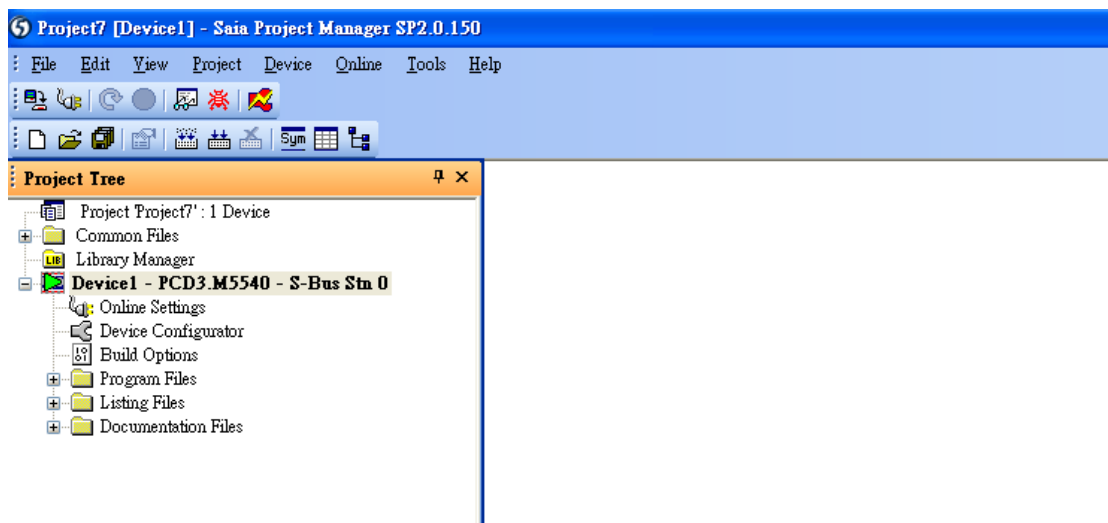 Project7 [Device1] - Saia Project Manager SP2.0.150
File Edit View Project Device Online Tools Help
Sym
Project Tree
Project 'Project7' : 1 Device
Common Files
LIB Library Manager
Device1 - PCD3.M5540 - S-Bus Stn 0
Online Settings
Device Configurator
Build Options
Program Files
Listing Files
Documentation Files